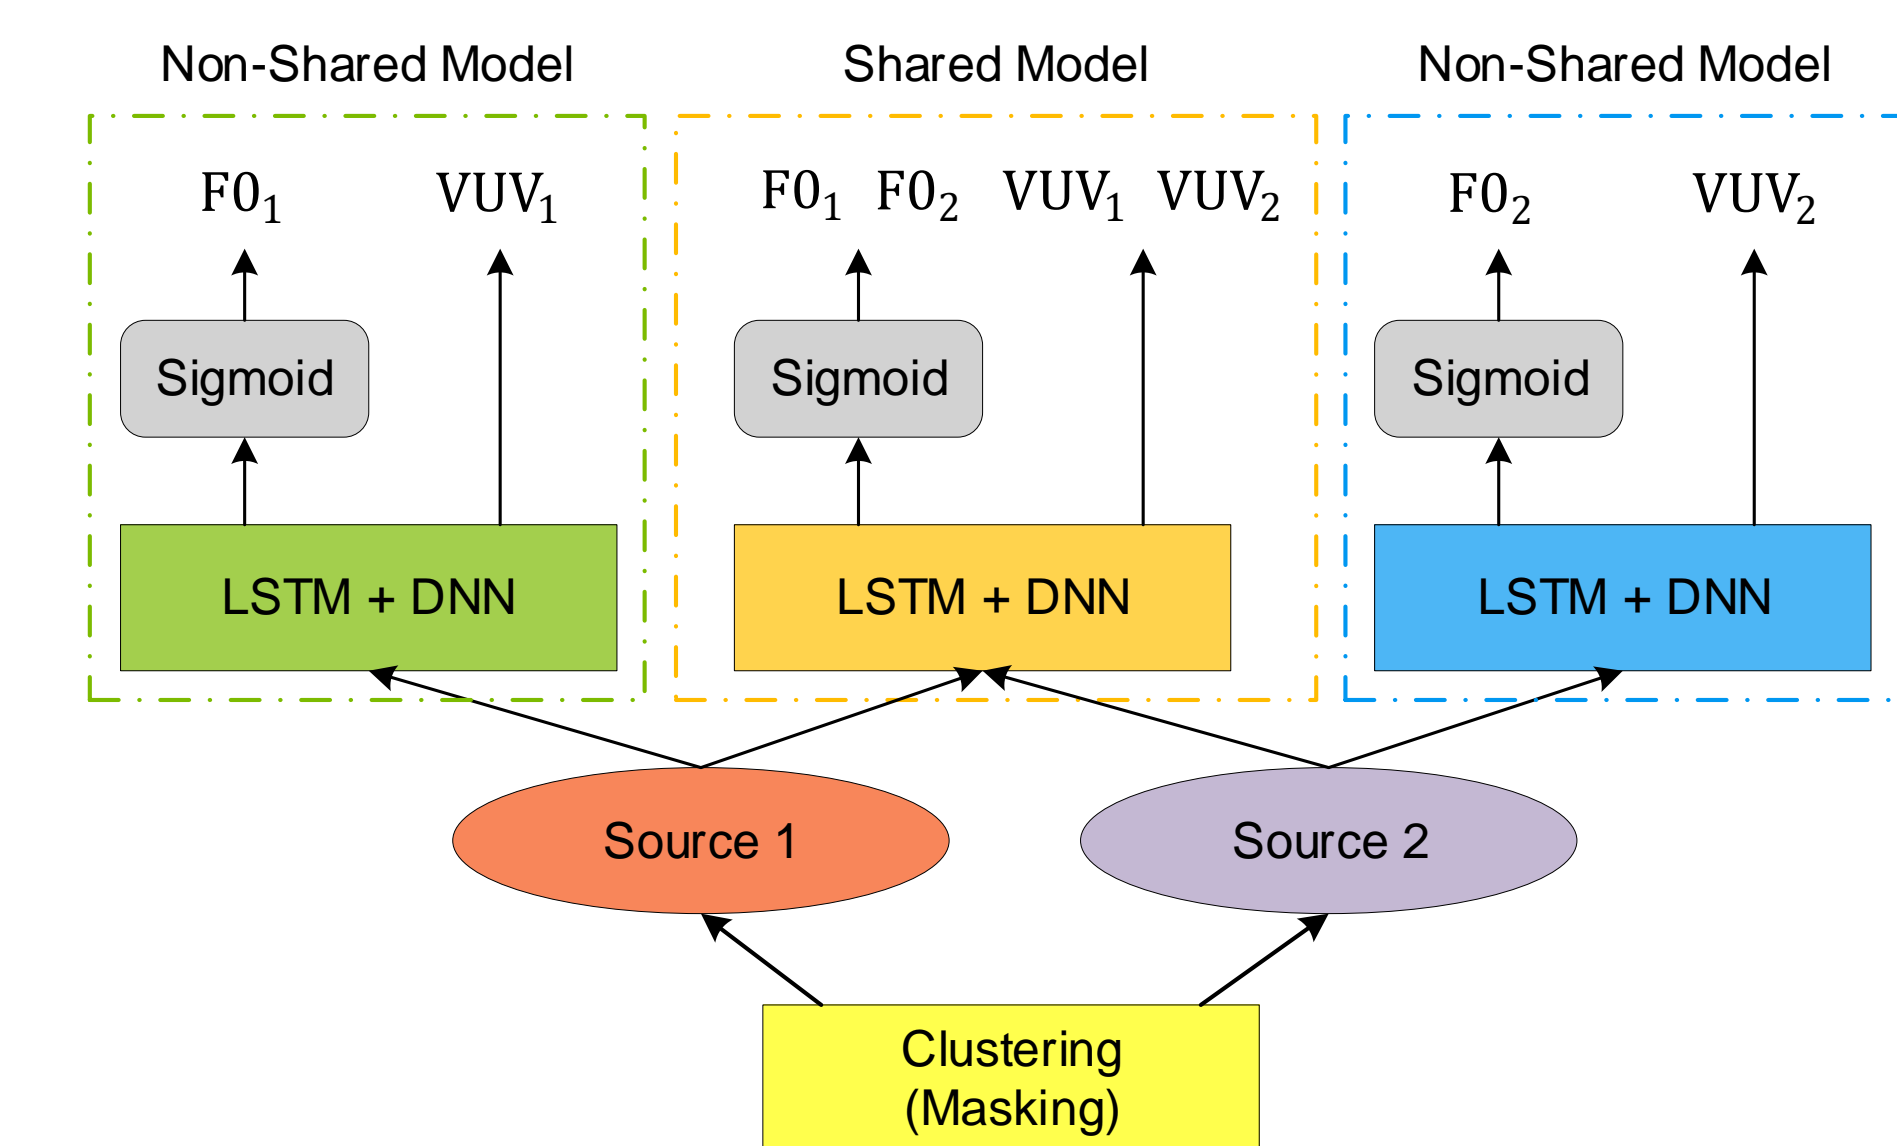 Non-Shared Model Shared Model Non-Shared Model
F0₁ VUV₁ F0₁ F0₂ VUV₁ VUV₂ F0₂ VUV₂
Sigmoid Sigmoid Sigmoid
LSTM + DNN LSTM + DNN LSTM + DNN
Source 1 Source 2
Clustering
(Masking)